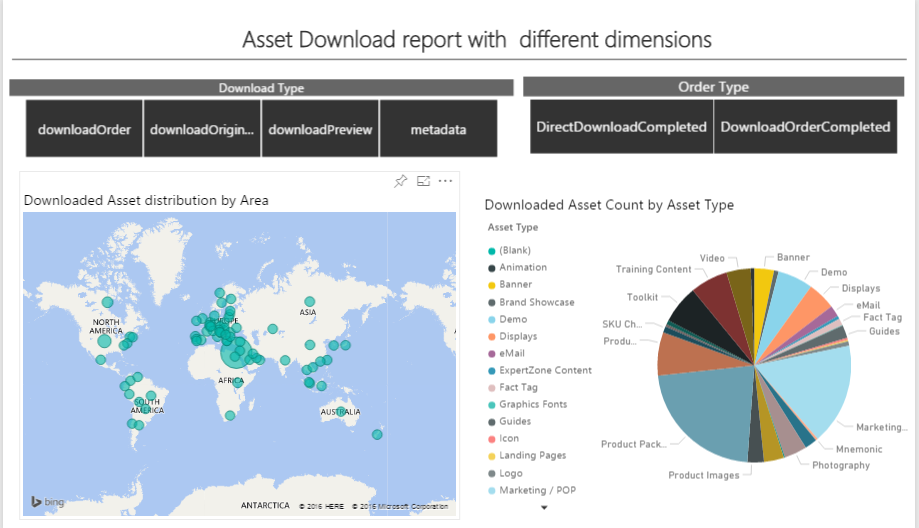 Asset Download report with different dimensions
Download Type
Order Type
downloadOrder
downloadOrigin...
downloadPreview
metadata
DirectDownloadCompleted
DownloadOrderCompleted
Downloaded Asset distribution by Area
NORTH
AMERICA
EUROPE
ASIA
AFRICA
SOUTH
AMERICA
AUSTRALIA
ANTARCTICA
bing
© 2016 HERE © 2016 Microsoft Corporation
Downloaded Asset Count by Asset Type
Asset Type
(Blank)
Animation
Banner
Brand Showcase
Demo
Displays
eMail
ExpertZone Content
Fact Tag
Graphics Fonts
Guides
Icon
Landing Pages
Logo
Marketing / POP
Video
Banner
Training Content
Demo
Toolkit
Displays
eMail
Fact Tag
SKU Ch...
Guides
Produ...
Marketing...
Product Pack...
Mnemonic
Photography
Product Images